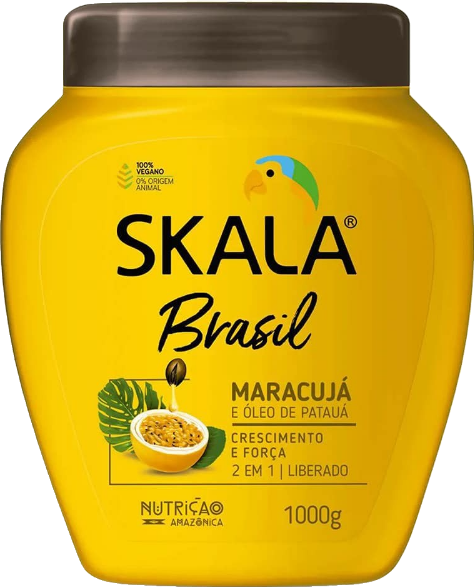 100%
VEGANO
0% ORIGEM
ANIMAL
SKALA®
Brasil
MARACUJÁ
E ÓLEO DE PATAUÁ
CRESCIMENTO
E FORÇA
2 EM 1 | LIBERADO
NUTRIÇÃO
AMAZÔNICA
1000g